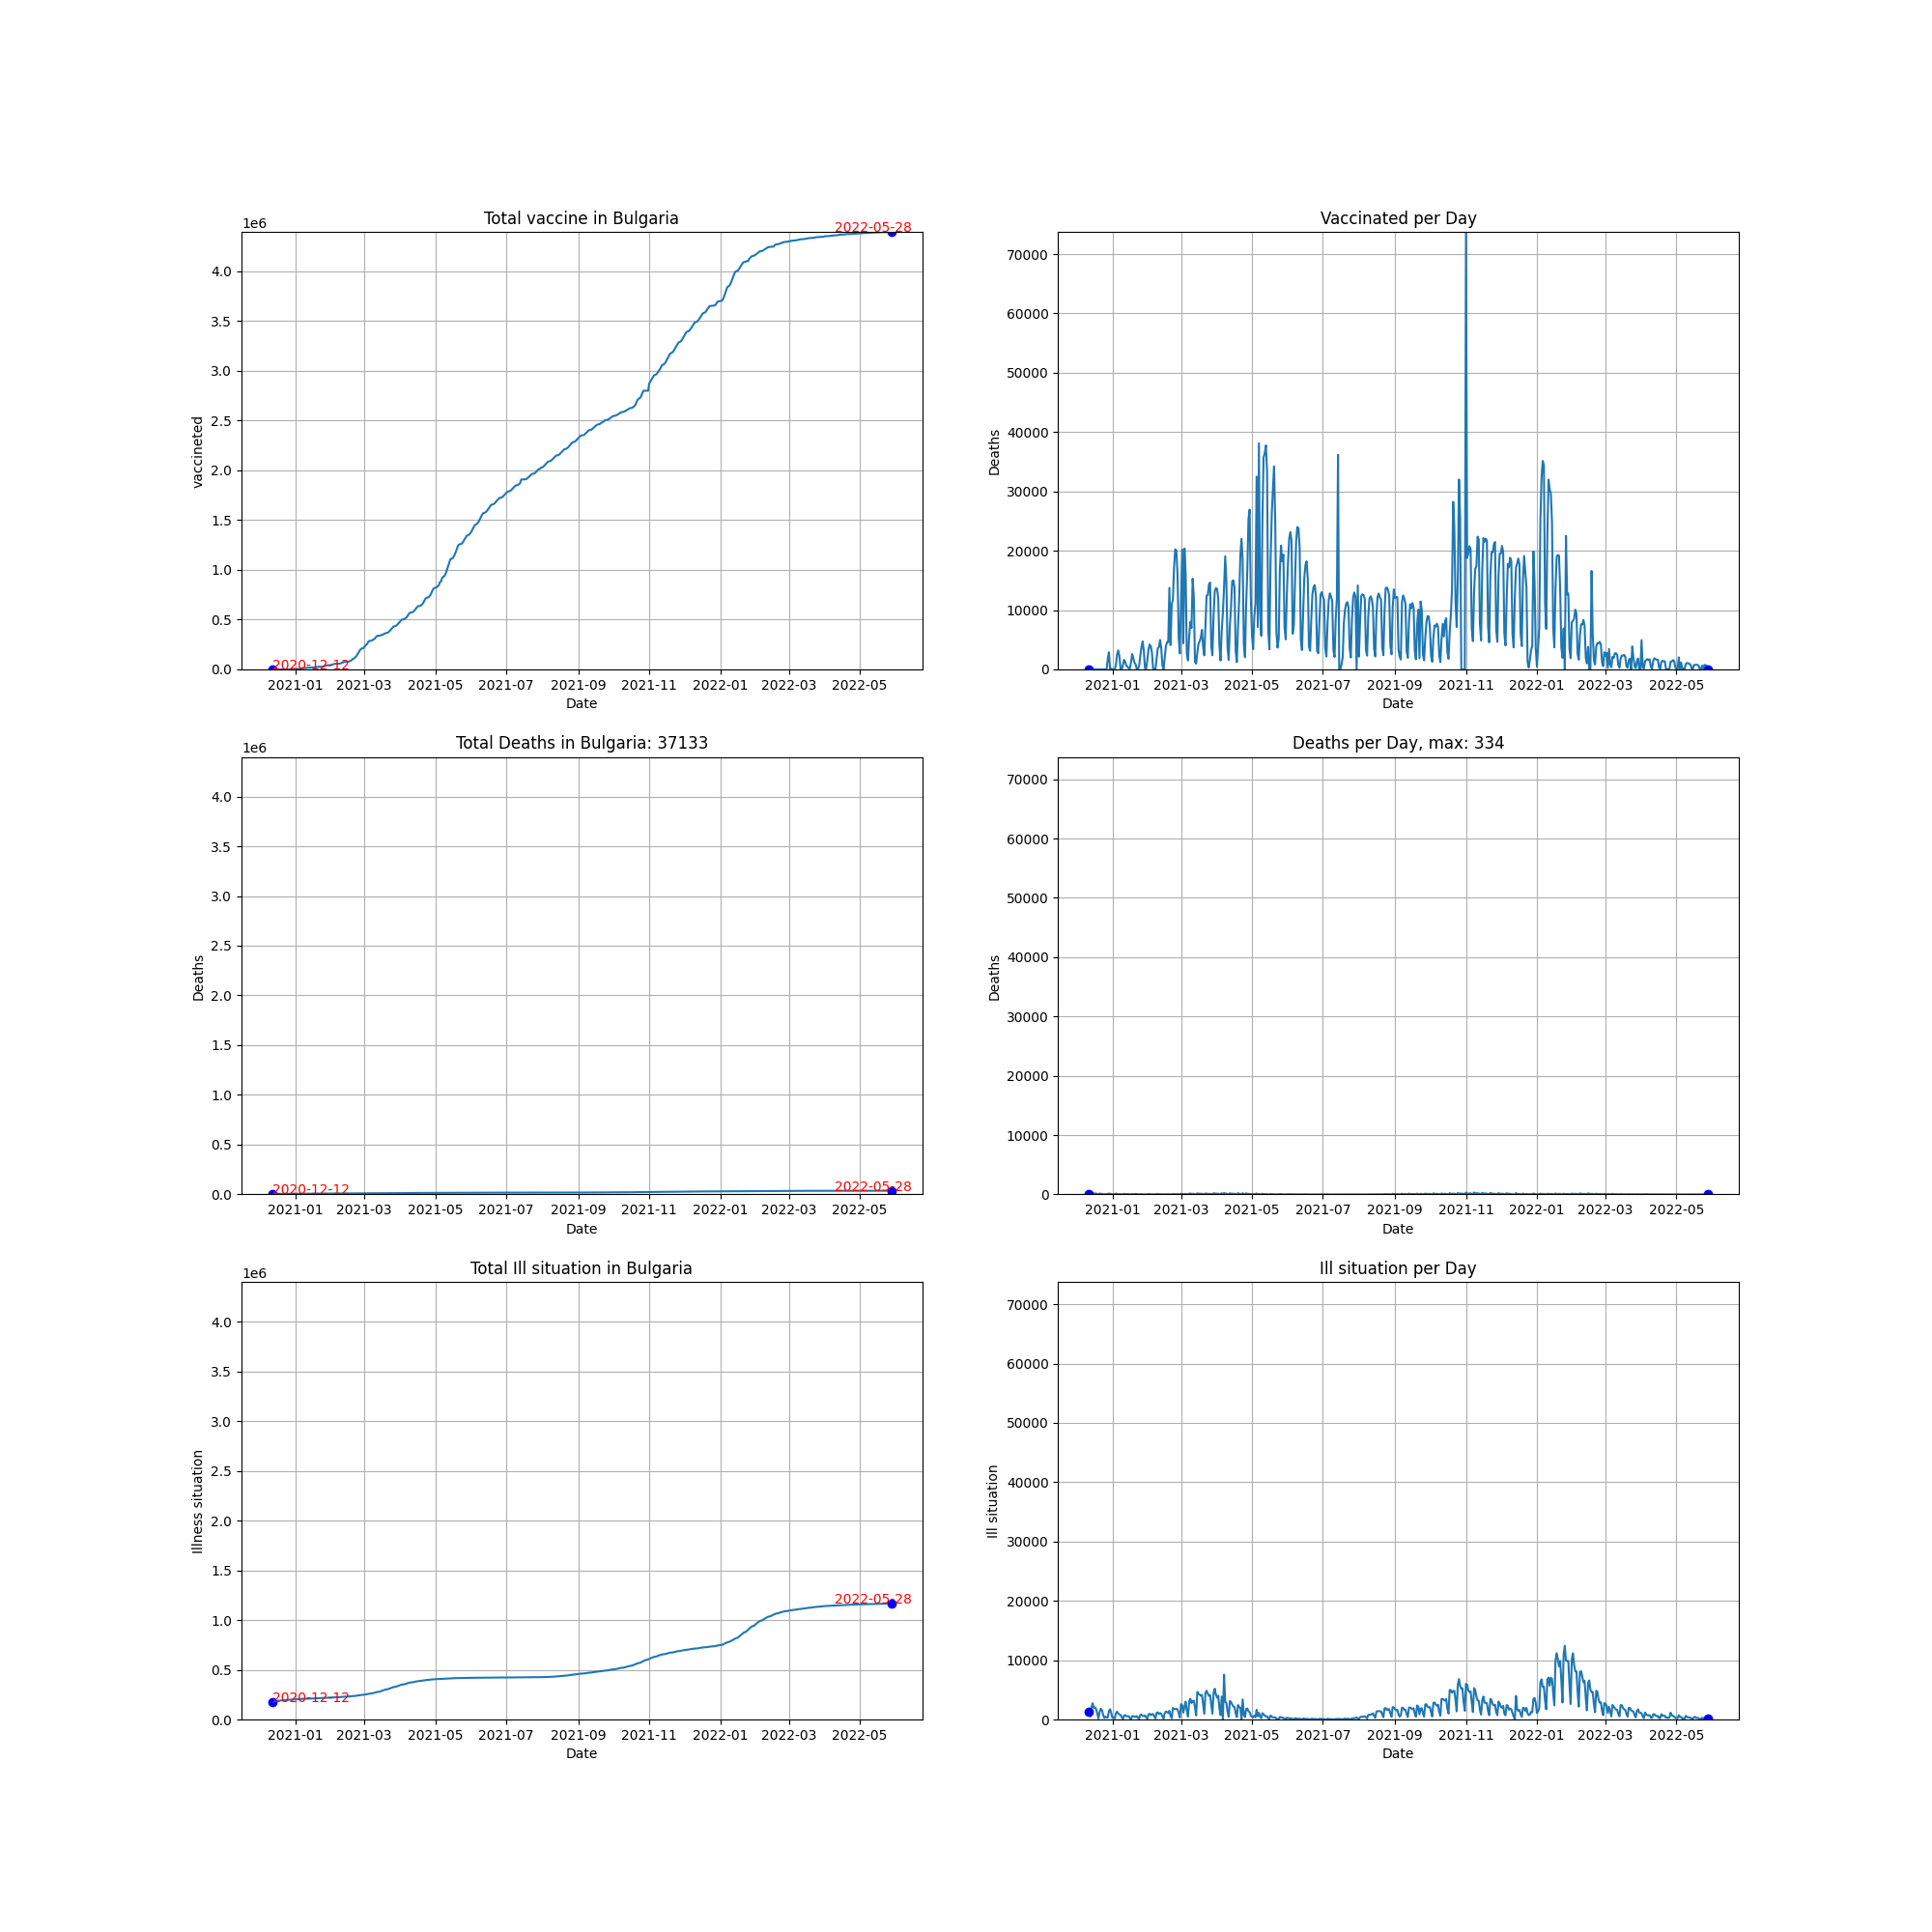 Total vaccine in Bulgaria
1e6
2022-05-28
4.0
3.5
3.0
2.5
2.0
1.5
1.0
0.5
0.0
vaccineted
2020-12-12
2021-01 2021-03 2021-05 2021-07 2021-09 2021-11 2022-01 2022-03 2022-05
Date
Vaccinated per Day
70000
60000
50000
40000
30000
20000
10000
0
Deaths
2021-01 2021-03 2021-05 2021-07 2021-09 2021-11 2022-01 2022-03 2022-05
Date
Total Deaths in Bulgaria: 37133
1e6
4.0
3.5
3.0
2.5
2.0
1.5
1.0
0.5
0.0
Deaths
2020-12-12
2022-05-28
2021-01 2021-03 2021-05 2021-07 2021-09 2021-11 2022-01 2022-03 2022-05
Date
Deaths per Day, max: 334
70000
60000
50000
40000
30000
20000
10000
0
Deaths
2021-01 2021-03 2021-05 2021-07 2021-09 2021-11 2022-01 2022-03 2022-05
Date
Total Ill situation in Bulgaria
1e6
4.0
3.5
3.0
2.5
2.0
1.5
1.0
0.5
0.0
Illness situation
2022-05-28
2020-12-12
2021-01 2021-03 2021-05 2021-07 2021-09 2021-11 2022-01 2022-03 2022-05
Date
Ill situation per Day
70000
60000
50000
40000
30000
20000
10000
0
Ill situation
2021-01 2021-03 2021-05 2021-07 2021-09 2021-11 2022-01 2022-03 2022-05
Date